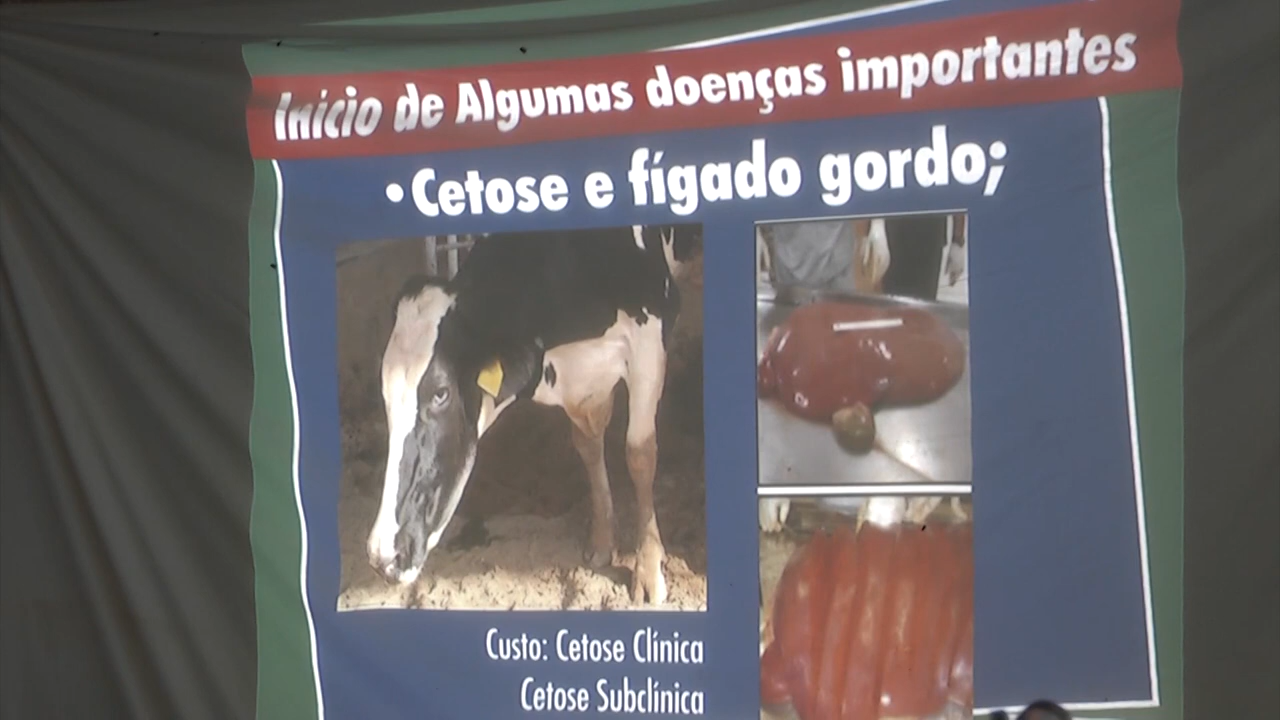 Início de Algumas doenças importantes
•Cetose e fígado gordo;
Custo: Cetose Clínica
Cetose Subclínica